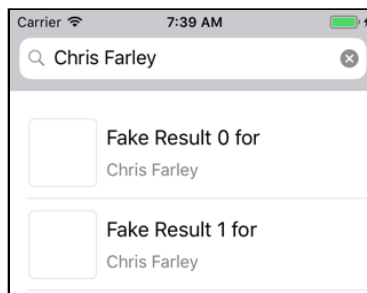 Carrier 7:39 AM
Chris Farley
Fake Result 0 for
Chris Farley
Fake Result 1 for
Chris Farley